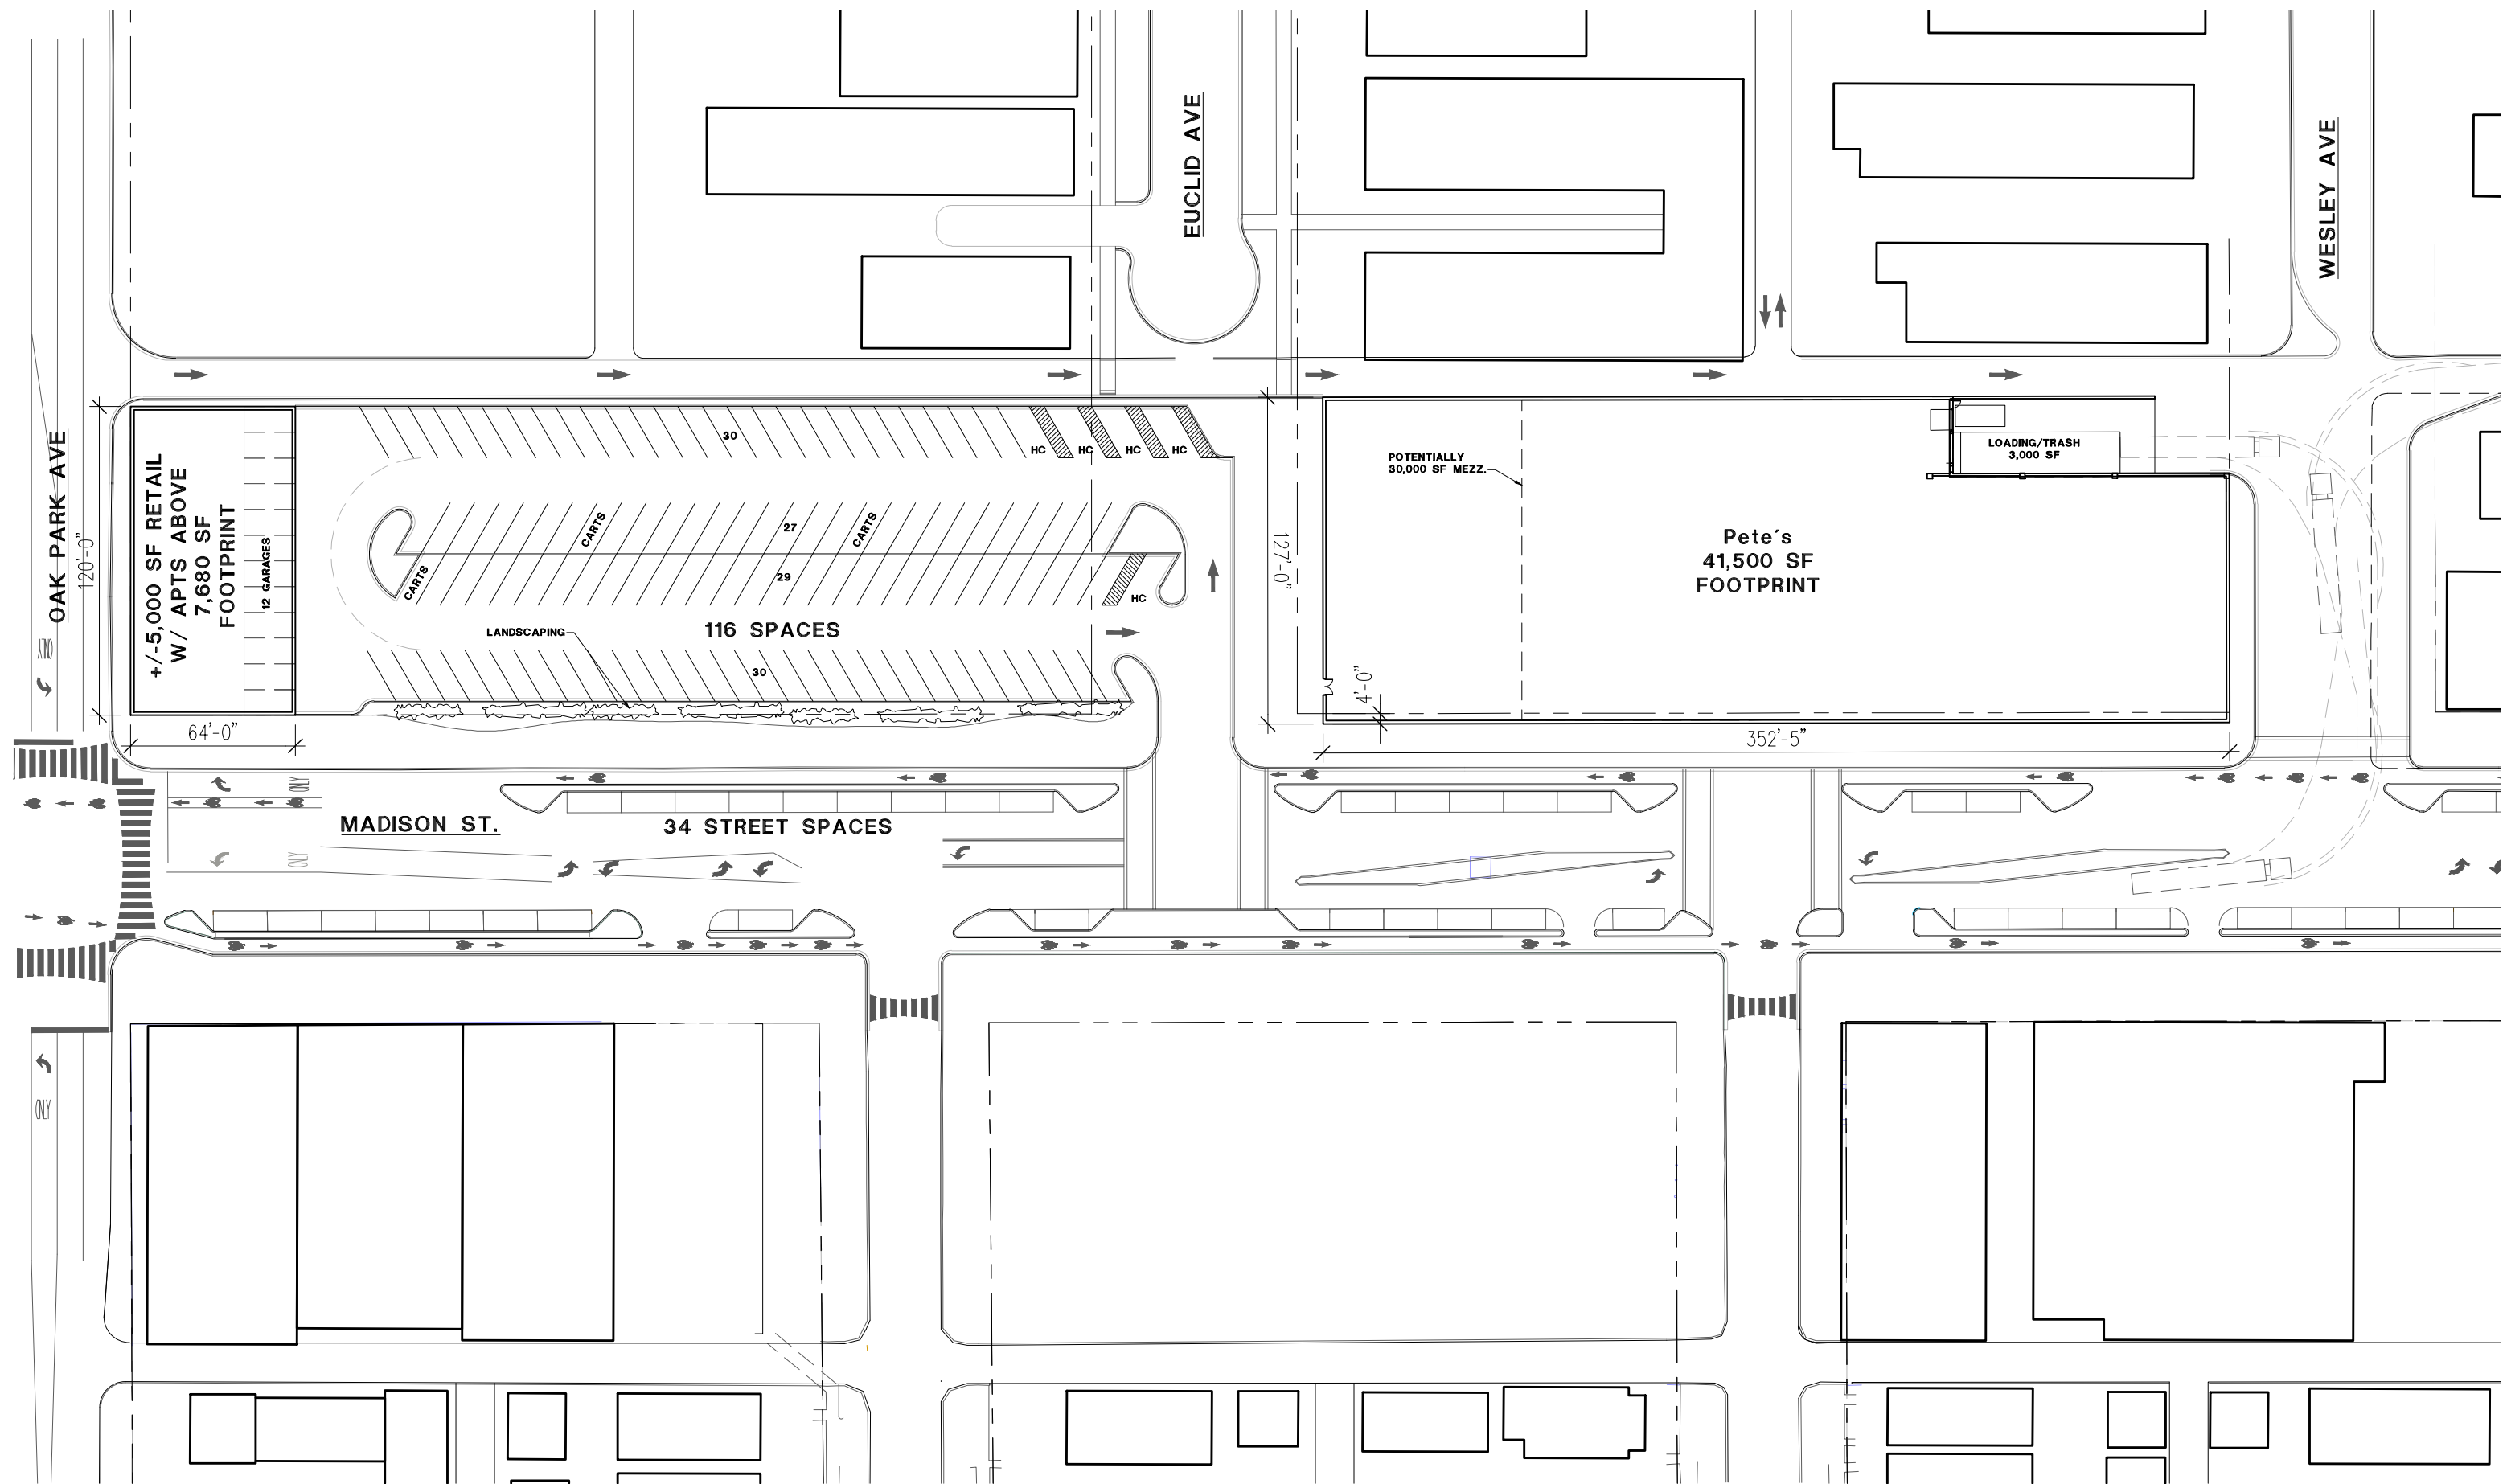 EUCLID AVE
WESLEY AVE
OAK PARK AVE
120'-0"
+/-5,000 SF RETAIL
W/ APTS ABOVE
7,680 SF
FOOTPRINT
12 GARAGES
64'-0"
30
HC
HC
HC
HC
CARTS
27
CARTS
CARTS
29
HC
LANDSCAPING
116 SPACES
30
127'-0"
POTENTIALLY
30,000 SF MEZZ.
LOADING/TRASH
3,000 SF
Pete's
41,500 SF
FOOTPRINT
4'-0"
352'-5"
ONLY
ONLY
MADISON ST.
34 STREET SPACES
ONLY
ONLY